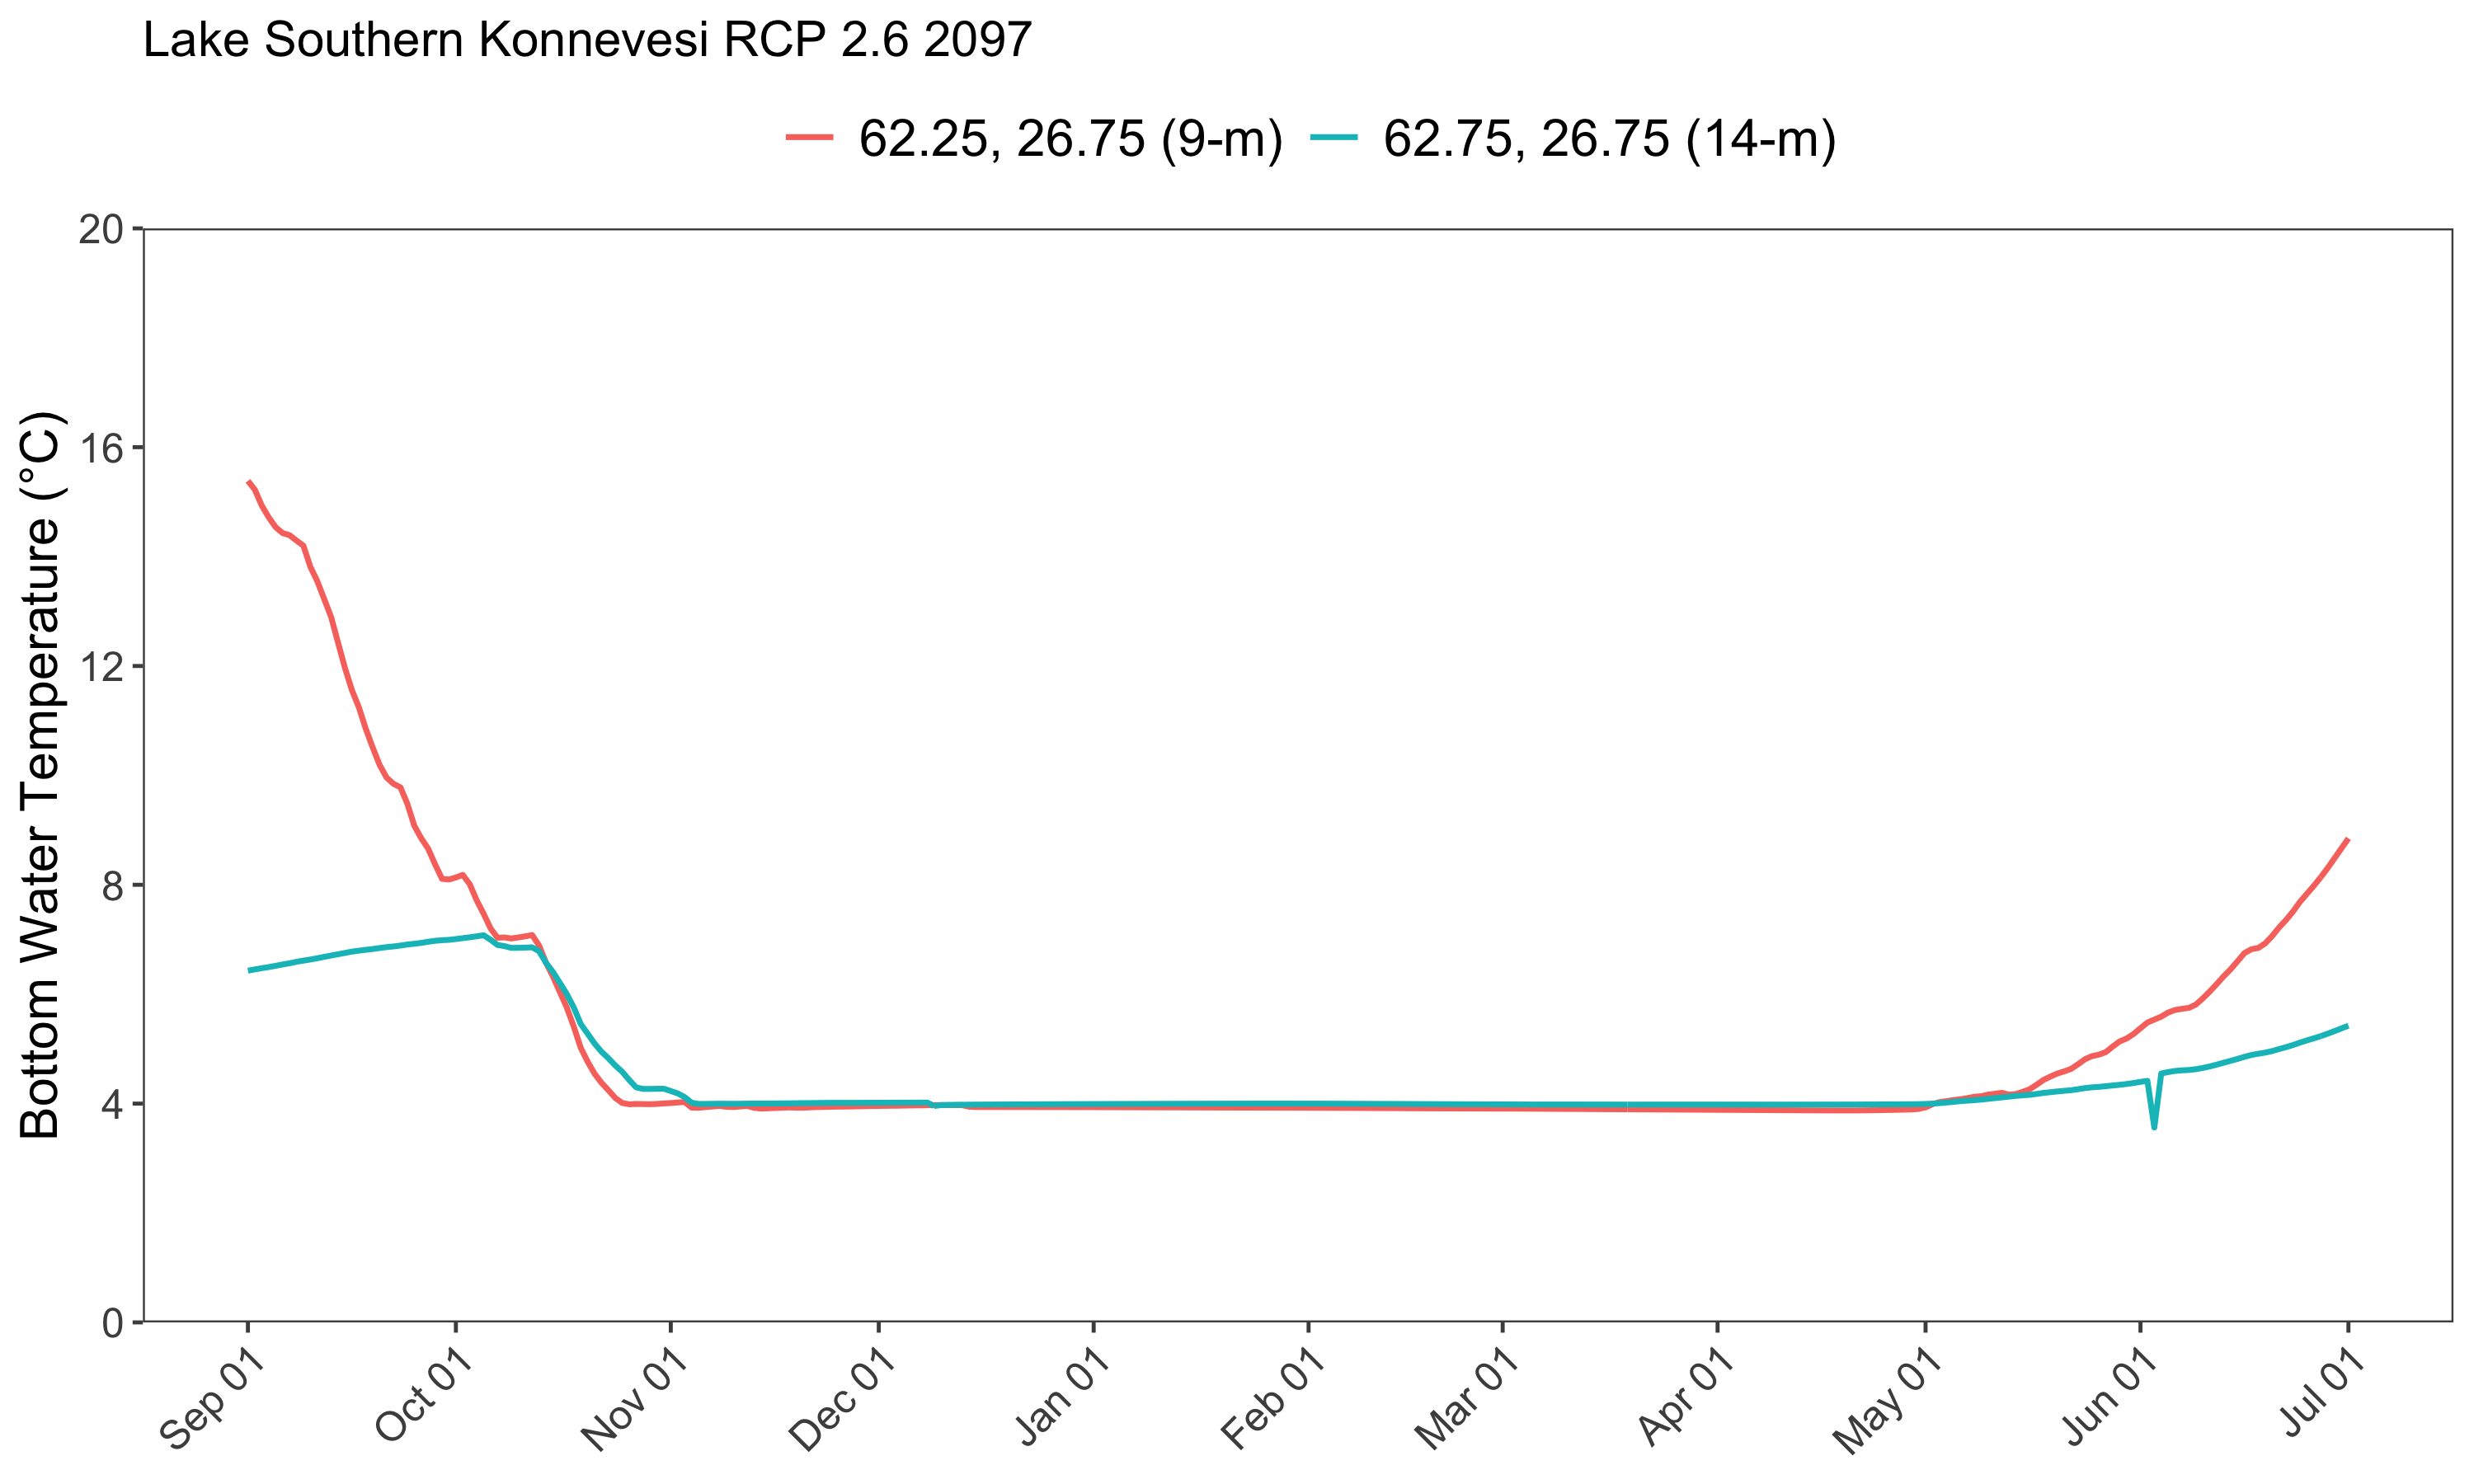 Lake Southern Konnevesi RCP 2.6 2097
62.25, 26.75 (9-m) 62.75, 26.75 (14-m)
Bottom Water Temperature (°C)
20
16
12
8
4
0
Sep 01
Oct 01
Nov 01
Dec 01
Jan 01
Feb 01
Mar 01
Apr 01
May 01
Jun 01
Jul 01